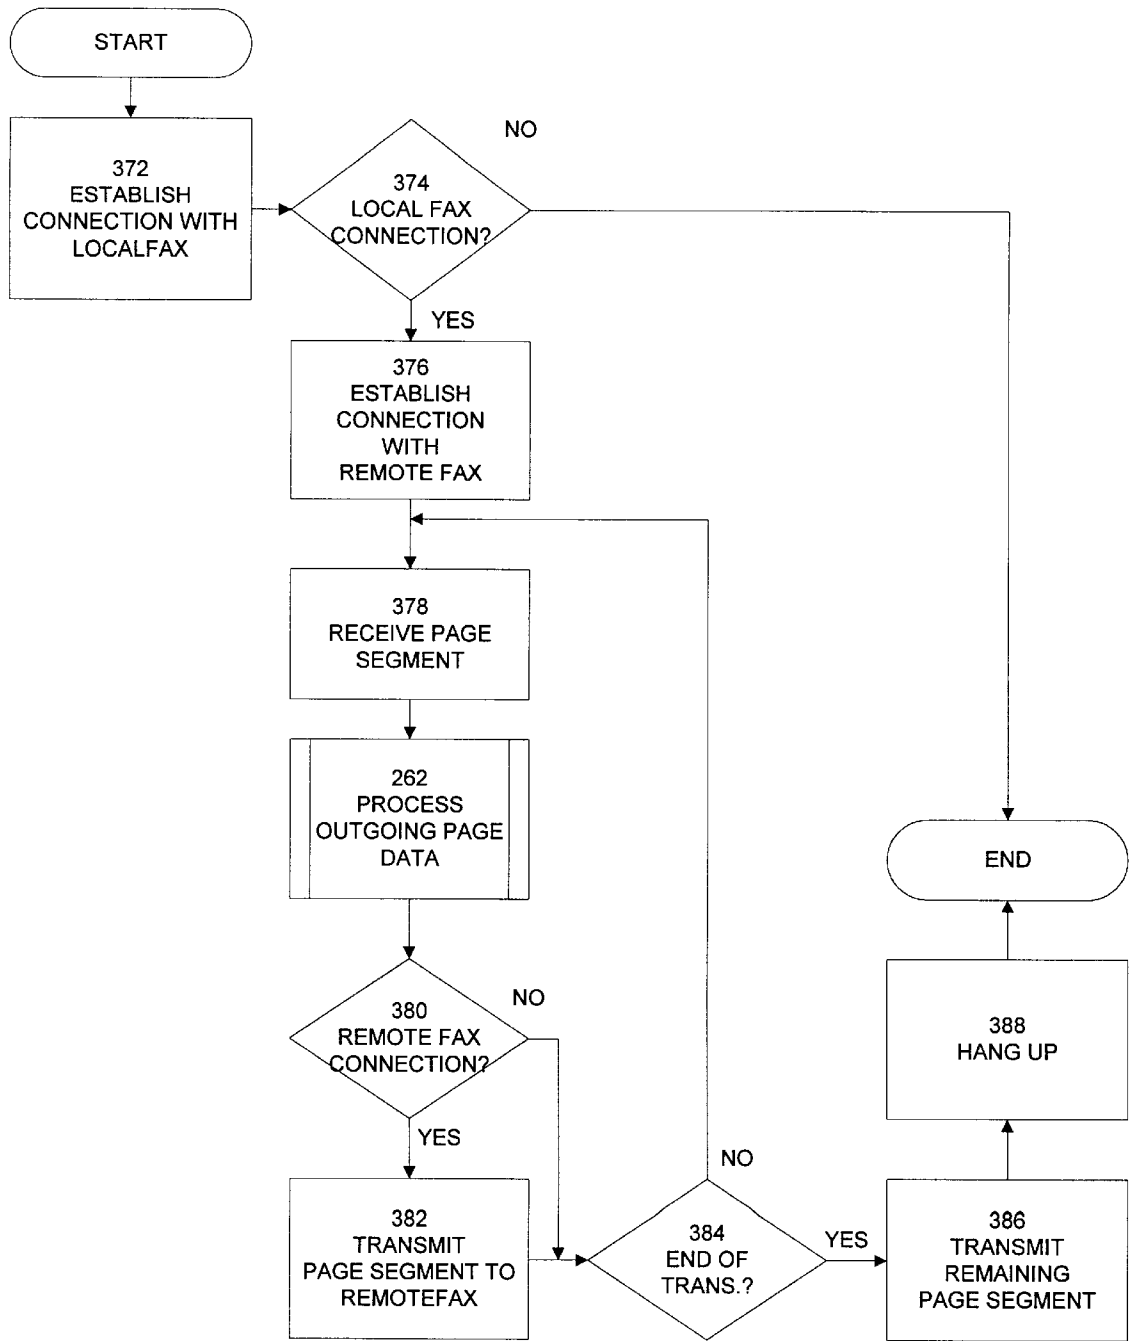 START
372
ESTABLISH
CONNECTION WITH
LOCALFAX
374
LOCAL FAX
CONNECTION?
NO
YES
376
ESTABLISH
CONNECTION
WITH
REMOTE FAX
378
RECEIVE PAGE
SEGMENT
262
PROCESS
OUTGOING PAGE
DATA
380
REMOTE FAX
CONNECTION?
NO
YES
382
TRANSMIT
PAGE SEGMENT TO
REMOTEFAX
384
END OF
TRANS.?
NO
YES
386
TRANSMIT
REMAINING
PAGE SEGMENT
388
HANG UP
END